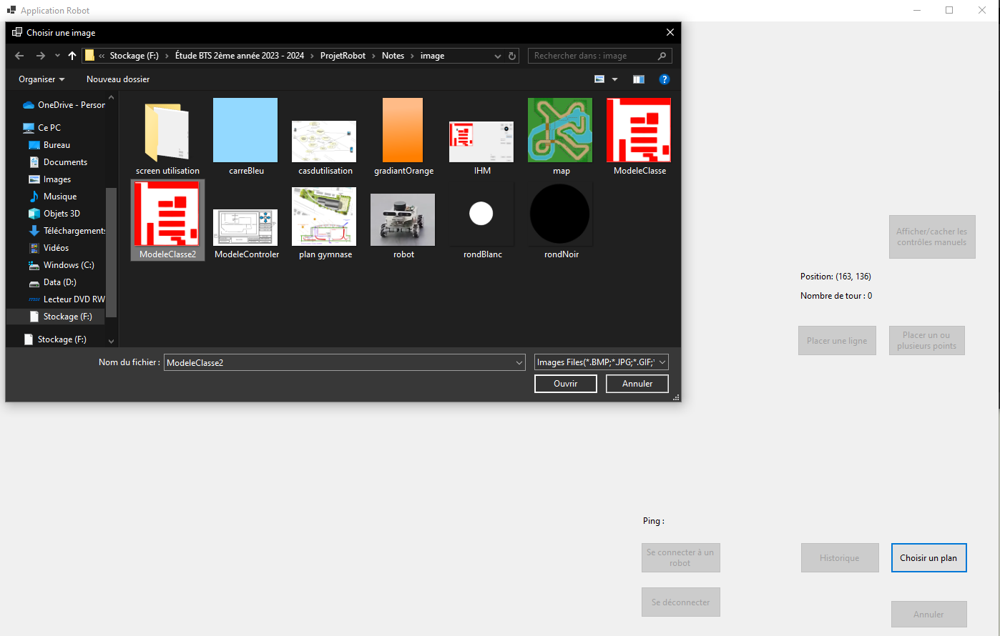 Application Robot
Choisir une image
« Stockage (F:) > Étude BTS 2ème année 2023 - 2024 > ProjetRobot > Notes > image
Rechercher dans : image
Organiser
Nouveau dossier
?
OneDrive - Person
Ce PC
Bureau
Documents
Images
Musique
Objets 3D
Téléchargements
Vidéos
Windows (C:)
Data (D:)
Lecteur DVD RW
Stockage (F:)
Stockage (F:)
screen utilisation
carreBleu
casdutilisation
gradiantOrange
IHM
map
ModeleClasse
ModeleClasse2
ModeleControler
plan gymnase
robot
rondBlanc
rondNoir
Nom du fichier :
ModeleClasse2
Images Files(*.BMP;*.JPG;*.GIF;*
Ouvrir
Annuler
Afficher/cacher les
contrôles manuels
Position: (163, 136)
Nombre de tour : 0
Placer une ligne
Placer un ou
plusieurs points
Ping :
Se connecter à un
robot
Historique
Choisir un plan
Se déconnecter
Annuler